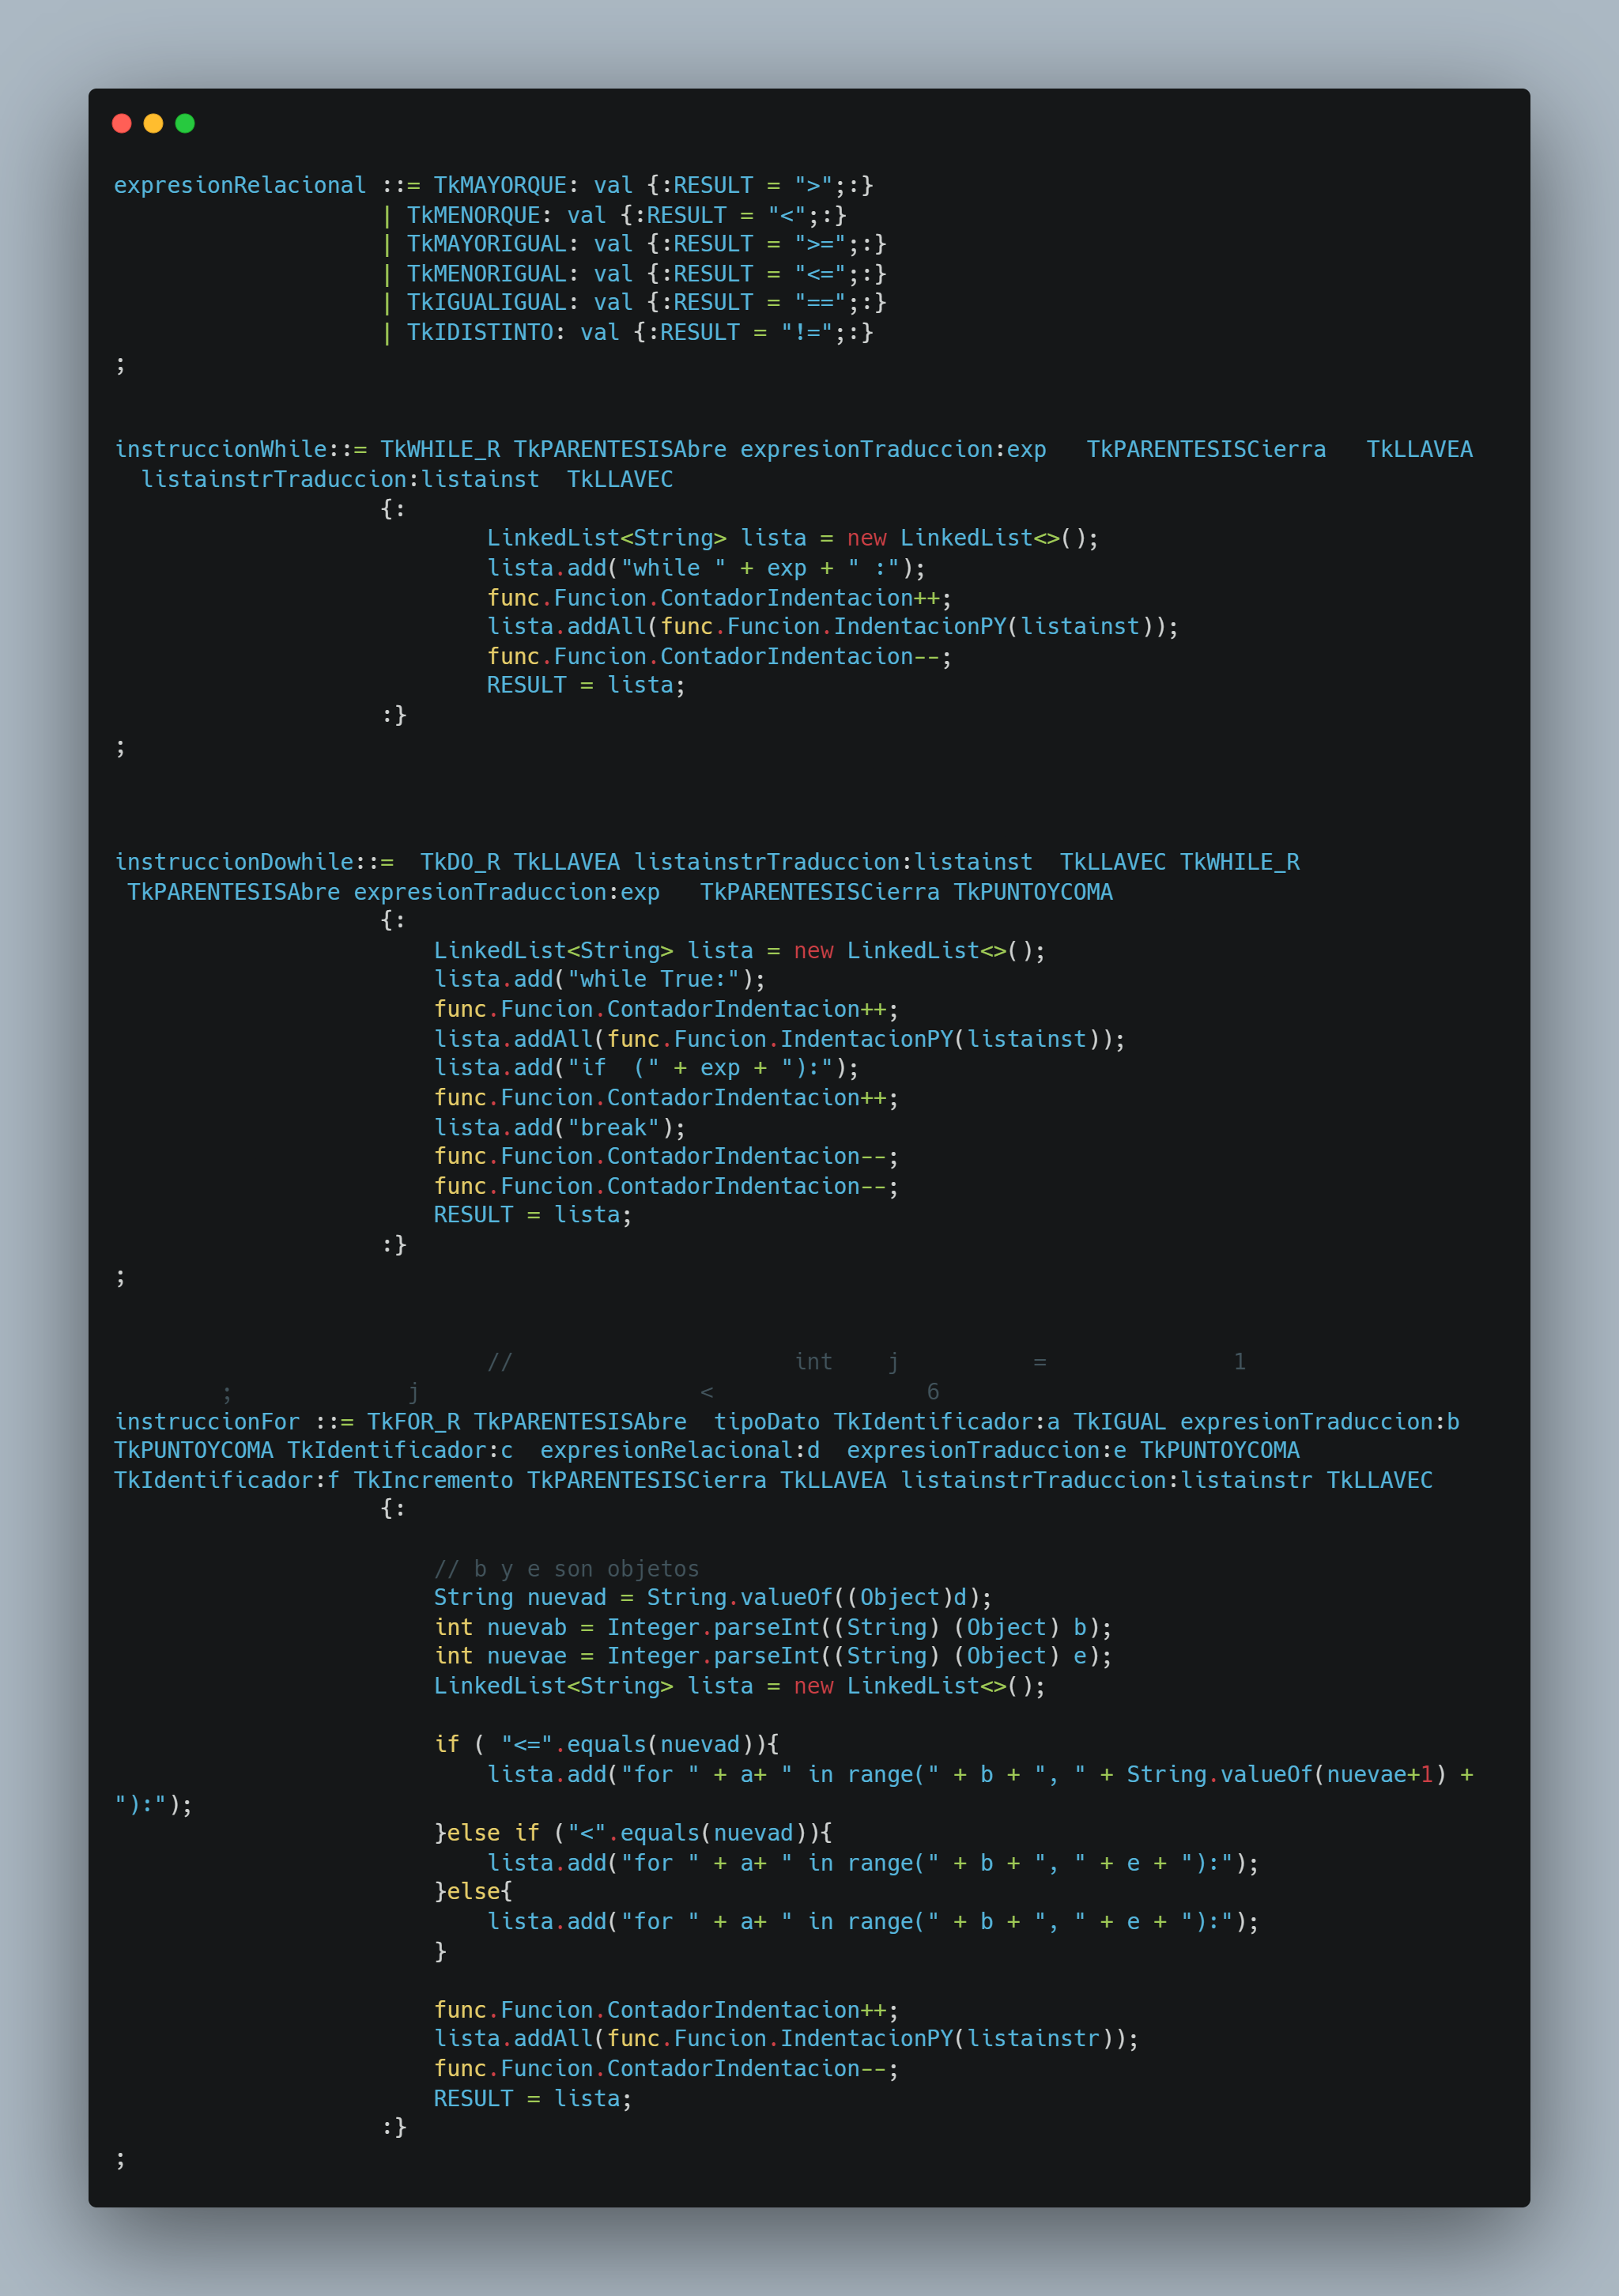 expresionRelacional ::= TkMAYORQUE: val {:RESULT = ">";:}
                    | TkMENORQUE: val {:RESULT = "<";:}
                    | TkMAYORIGUAL: val {:RESULT = ">=";:}
                    | TkMENORIGUAL: val {:RESULT = "<=";:}
                    | TkIGUALIGUAL: val {:RESULT = "==";:}
                    | TkIDISTINTO: val {:RESULT = "!=";:}
;
instruccionWhile::= TkWHILE_R TkPARENTESISAbre expresionTraduccion:exp   TkPARENTESISCierra   TkLLAVEA
  listainstrTraduccion:listainst  TkLLAVEC
                    {:
                            LinkedList<String> lista = new LinkedList<>();
                            lista.add("while " + exp + " :");
                            func.Funcion.ContadorIndentacion++;
                            lista.addAll(func.Funcion.IndentacionPY(listainst));
                            func.Funcion.ContadorIndentacion--;
                            RESULT = lista;
                    :}
;
instruccionDowhile::=  TkDO_R TkLLAVEA listainstrTraduccion:listainst  TkLLAVEC TkWHILE_R
 TkPARENTESISAbre expresionTraduccion:exp   TkPARENTESISCierra TkPUNTOYCOMA
                    {:
                        LinkedList<String> lista = new LinkedList<>();
                        lista.add("while True:");
                        func.Funcion.ContadorIndentacion++;
                        lista.addAll(func.Funcion.IndentacionPY(listainst));
                        lista.add("if  (" + exp + "):");
                        func.Funcion.ContadorIndentacion++;
                        lista.add("break");
                        func.Funcion.ContadorIndentacion--;
                        func.Funcion.ContadorIndentacion--;
                        RESULT = lista;
                    :}
;
                            //                     int    j          =              1
        ;             j                     <                6
instruccionFor ::= TkFOR_R TkPARENTESISAbre  tipoDato TkIdentificador:a TkIGUAL expresionTraduccion:b
TkPUNTOYCOMA TkIdentificador:c  expresionRelacional:d  expresionTraduccion:e TkPUNTOYCOMA
TkIdentificador:f TkIncremento TkPARENTESISCierra TkLLAVEA listainstrTraduccion:listainstr TkLLAVEC
                    {:
                        // b y e son objetos
                        String nuevad = String.valueOf((Object)d);
                        int nuevab = Integer.parseInt((String) (Object) b);
                        int nuevae = Integer.parseInt((String) (Object) e);
                        LinkedList<String> lista = new LinkedList<>();
                        if ( "<=".equals(nuevad)){
                            lista.add("for " + a+ " in range(" + b + ", " + String.valueOf(nuevae+1) +
"):");
                        }else if ("<".equals(nuevad)){
                            lista.add("for " + a+ " in range(" + b + ", " + e + "):");
                        }else{
                            lista.add("for " + a+ " in range(" + b + ", " + e + "):");
                        }
                        func.Funcion.ContadorIndentacion++;
                        lista.addAll(func.Funcion.IndentacionPY(listainstr));
                        func.Funcion.ContadorIndentacion--;
                        RESULT = lista;
                    :}
;